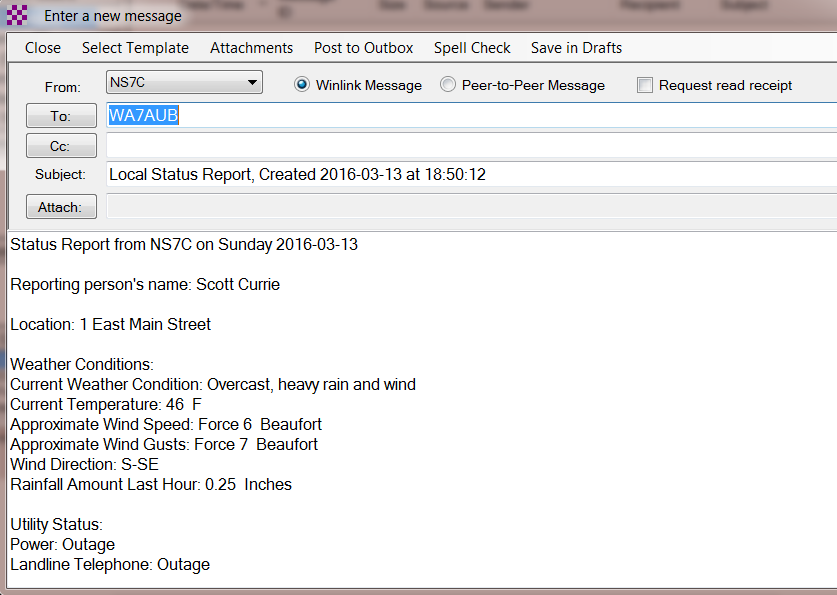 Enter a new message
Close Select Template Attachments Post to Outbox Spell Check Save in Drafts
From: NS7C Winlink Message Peer-to-Peer Message Request read receipt
To: WA7AUB
Cc:
Subject: Local Status Report, Created 2016-03-13 at 18:50:12
Attach:
Status Report from NS7C on Sunday 2016-03-13
Reporting person's name: Scott Currie
Location: 1 East Main Street
Weather Conditions:
Current Weather Condition: Overcast, heavy rain and wind
Current Temperature: 46  F
Approximate Wind Speed: Force 6  Beaufort
Approximate Wind Gusts: Force 7  Beaufort
Wind Direction: S-SE
Rainfall Amount Last Hour: 0.25  Inches
Utility Status:
Power: Outage
Landline Telephone: Outage